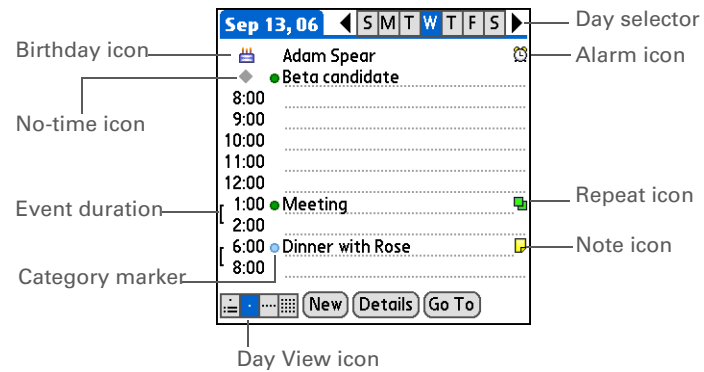 Sep 13, 06 S M T W T F S Day selector
Birthday icon Adam Spear Alarm icon
Beta candidate
8:00
No-time icon 9:00
10:00
11:00
12:00
Event duration 1:00 Meeting Repeat icon
2:00
6:00 Dinner with Rose Note icon
Category marker 8:00
New Details Go To
Day View icon